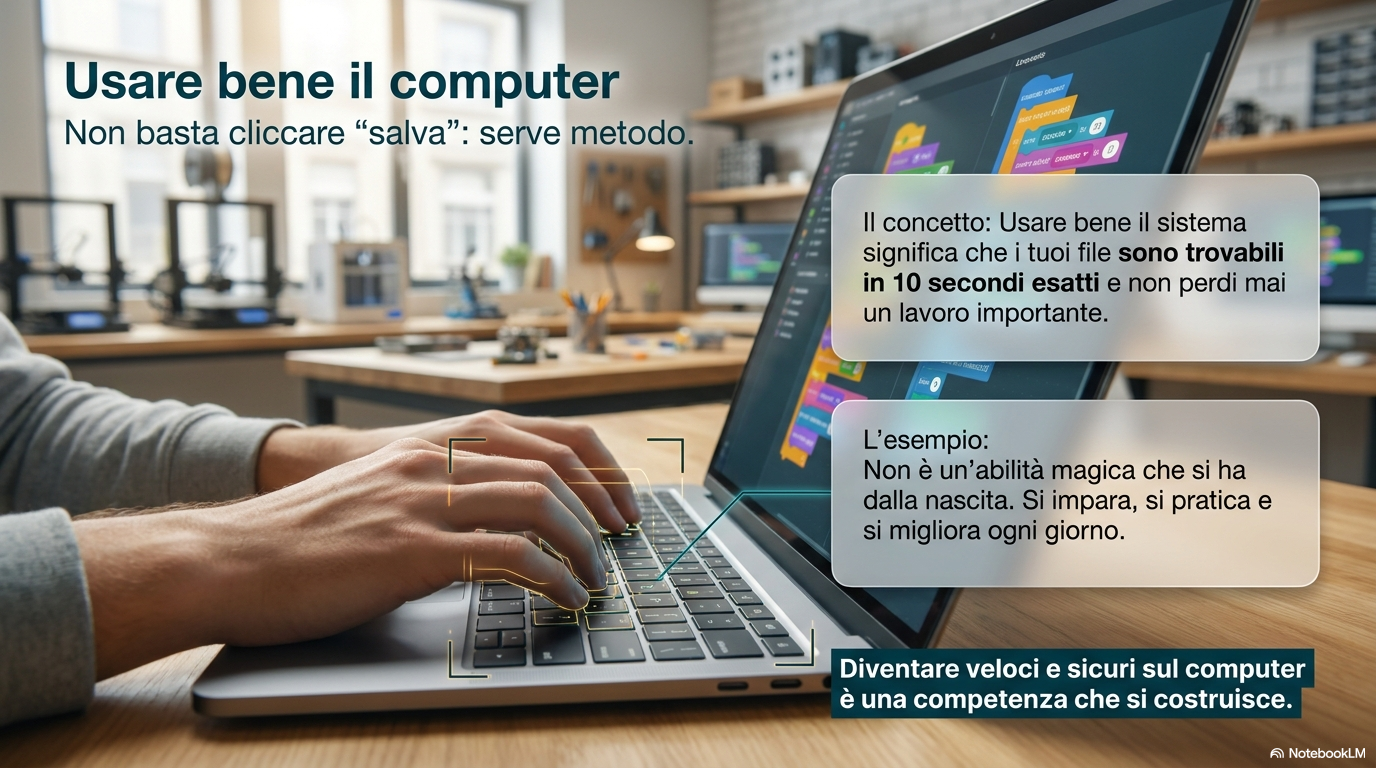 Usare bene il computer
Non basta cliccare “salva”: serve metodo.
Il concetto: Usare bene il sistema
significa che i tuoi file sono trovabili
in 10 secondi esatti e non perdi mai
un lavoro importante.
L’esempio:
Non è un’abilità magica che si ha
dalla nascita. Si impara, si pratica e
si migliora ogni giorno.
Diventare veloci e sicuri sul computer
è una competenza che si costruisce.
NotebookLM